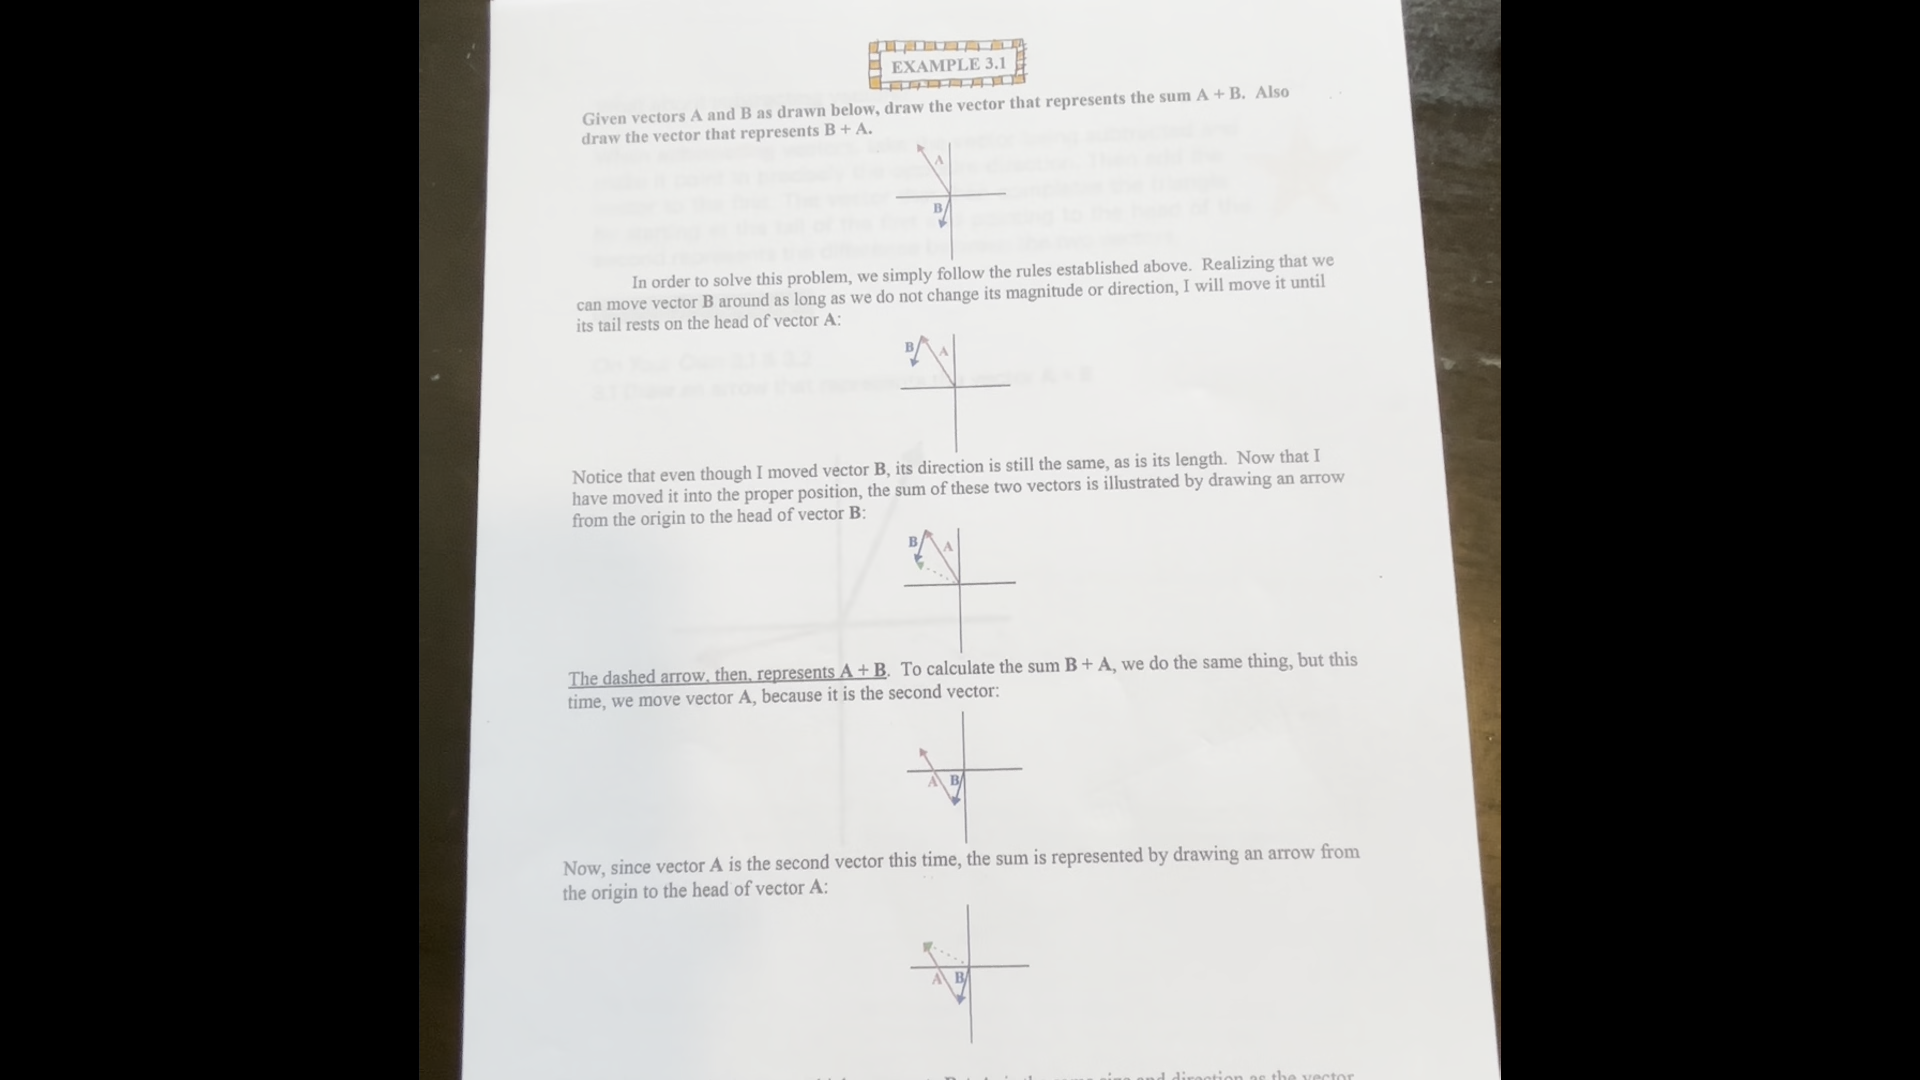 EXAMPLE 3.1
Given vectors A and B as drawn below, draw the vector that represents the sum A + B. Also
draw the vector that represents B + A.
A
B
In order to solve this problem, we simply follow the rules established above. Realizing that we
can move vector B around as long as we do not change its magnitude or direction, I will move it until
its tail rests on the head of vector A:
B A
Notice that even though I moved vector B, its direction is still the same, as is its length. Now that I
have moved it into the proper position, the sum of these two vectors is illustrated by drawing an arrow
from the origin to the head of vector B:
B A
The dashed arrow, then, represents A + B. To calculate the sum B + A, we do the same thing, but this
time, we move vector A, because it is the second vector:
A B
Now, since vector A is the second vector this time, the sum is represented by drawing an arrow from
the origin to the head of vector A:
A B
size and direction as the vector